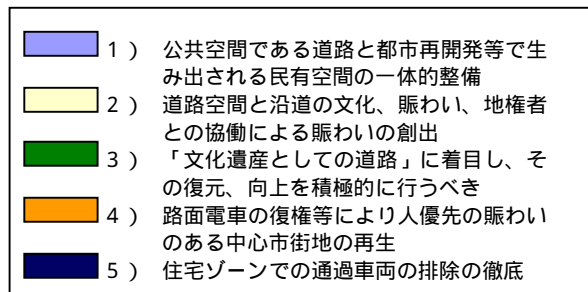 1） 公共空間である道路と都市再開発等で生
み出される民有空間の一体的整備
2） 道路空間と沿道の文化、賑わい、地権者
との協働による賑わいの創出
3） 「文化遺産としての道路」に着目し、そ
の復元、向上を積極的に行うべき
4） 路面電車の復権等により人優先の賑わい
のある中心市街地の再生
5） 住宅ゾーンでの通過車両の排除の徹底